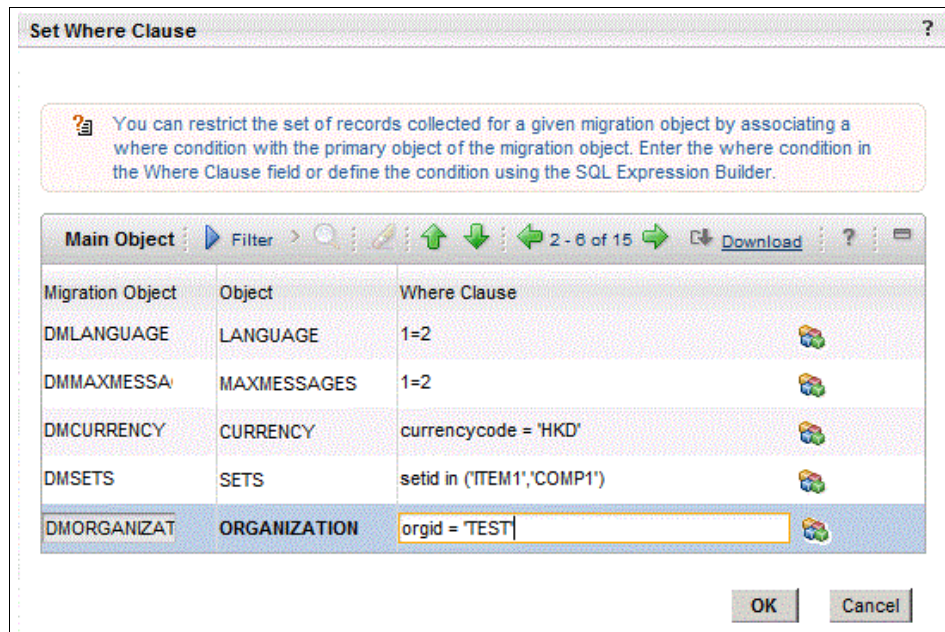 Set Where Clause ?
You can restrict the set of records collected for a given migration object by associating a
where condition with the primary object of the migration object. Enter the where condition in
the Where Clause field or define the condition using the SQL Expression Builder.
Main Object Filter > 2 - 6 of 15 Download ?
Migration Object Object Where Clause
DMLANGUAGE LANGUAGE 1=2
DMMAXMESSA MAXMESSAGES 1=2
DMCURRENCY CURRENCY currencycode = 'HKD'
DMSETS SETS setid in ('ITEM1','COMP1')
DMORGANIZAT ORGANIZATION orgid = 'TEST'
OK Cancel